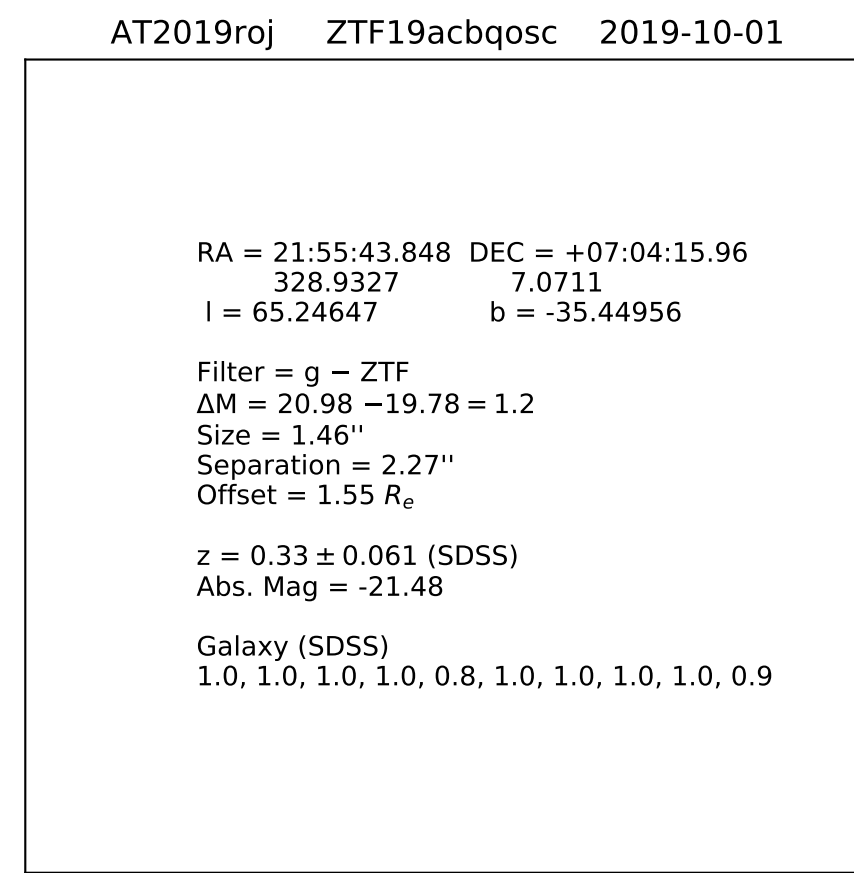 AT2019roj ZTF19acbqosc 2019-10-01
RA = 21:55:43.848 DEC = +07:04:15.96
328.9327 7.0711
l = 65.24647 b = -35.44956
Filter = g − ZTF
ΔM = 20.98 −19.78 = 1.2
Size = 1.46''
Separation = 2.27''
Offset = 1.55 Rₑ
z = 0.33 ± 0.061 (SDSS)
Abs. Mag = -21.48
Galaxy (SDSS)
1.0, 1.0, 1.0, 1.0, 0.8, 1.0, 1.0, 1.0, 1.0, 0.9